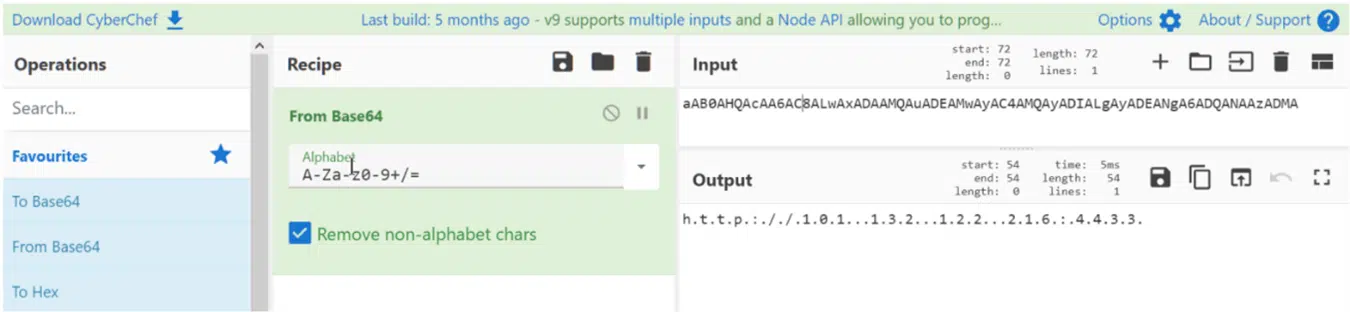 Download CyberChef
Last build: 5 months ago - v9 supports multiple inputs and a Node API allowing you to prog...
Options
About / Support
Operations
Search...
Favourites
To Base64
From Base64
To Hex
Recipe
From Base64
Alphabet
A-Za-z0-9+/=
Remove non-alphabet chars
Input
start: 72
end: 72
length: 0
length: 72
lines: 1
aAB0AHQAcAA6AC8ALwAxADAAMQAuADEAMwAyAC4AMQAyADIALgAyADEANgA6ADQANAAzADMA
Output
start: 54
end: 54
length: 0
time: 5ms
length: 54
lines: 1
h.t.t.p.:././.1.0.1...1.3.2...1.2.2...2.1.6.:.4.4.3.3.